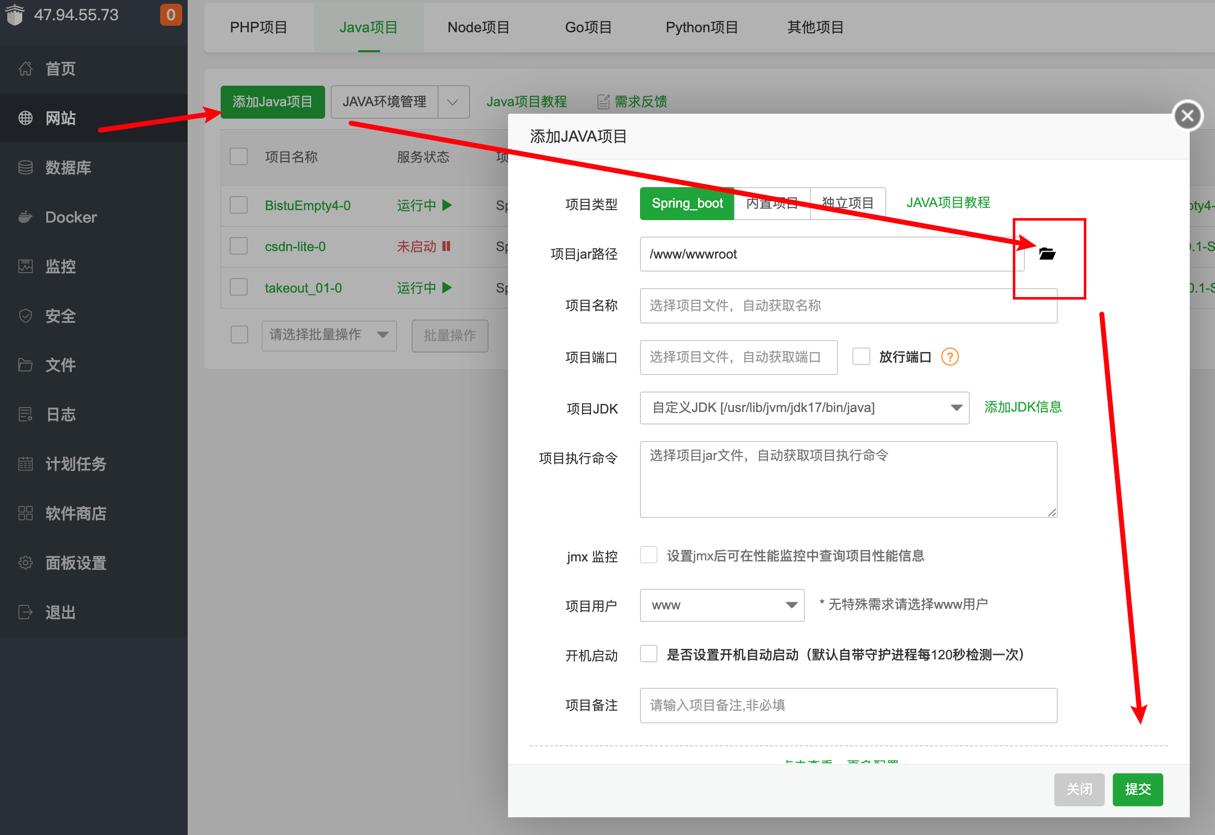 47.94.55.73
0
首页
网站
数据库
Docker
监控
安全
文件
日志
计划任务
软件商店
面板设置
退出
PHP项目 Java项目 Node项目 Go项目 Python项目 其他项目
添加Java项目 JAVA环境管理 Java项目教程 需求反馈
项目名称 服务状态
BistuEmpty4-0 运行中 Sp
csdn-lite-0 未启动
takeout_01-0 运行中 Sp
请选择批量操作 批量操作
添加JAVA项目
项目类型 Spring_boot 内置项目 独立项目 JAVA项目教程
项目jar路径 /www/wwwroot
项目名称 选择项目文件，自动获取名称
项目端口 选择项目文件，自动获取端口 放行端口 ?
项目JDK 自定义JDK [/usr/lib/jvm/jdk17/bin/java] 添加JDK信息
项目执行命令 选择项目jar文件，自动获取项目执行命令
jmx 监控 设置jmx后可在性能监控中查询项目性能信息
项目用户 www * 无特殊需求请选择www用户
开机启动 是否设置开机自动启动（默认自带守护进程每120秒检测一次）
项目备注 请输入项目备注,非必填
关闭 提交